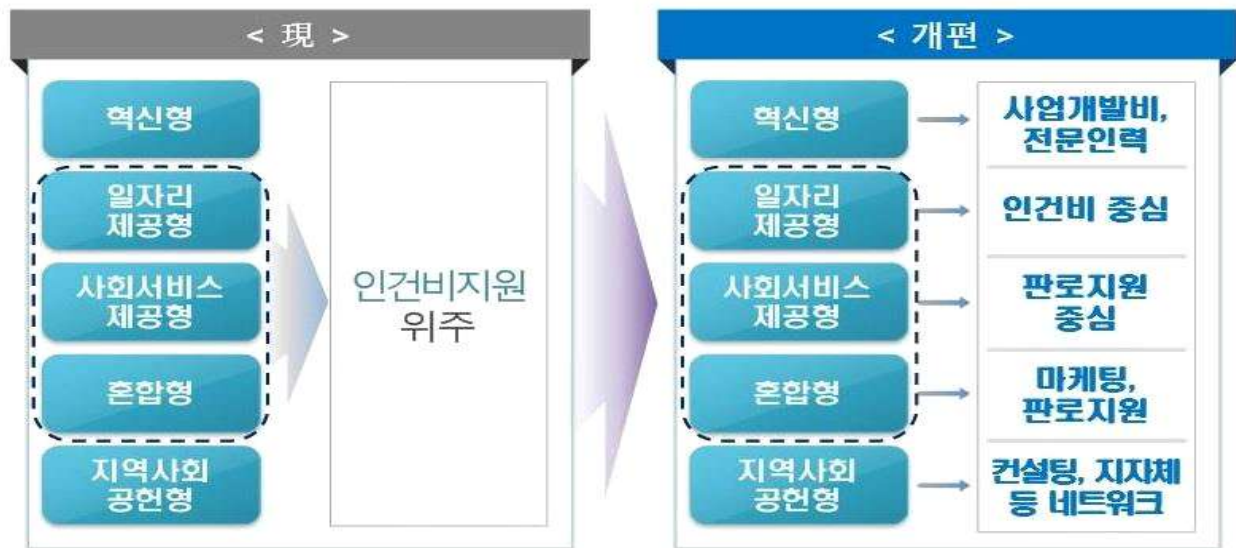 < 現 >
혁신형
일자리
제공형
사회서비스
제공형
혼합형
지역사회
공헌형
인건비지원
위주
< 개편 >
혁신형
사업개발비,
전문인력
일자리
제공형
인건비 중심
사회서비스
제공형
판로지원
중심
혼합형
마케팅,
판로지원
지역사회
공헌형
컨설팅, 지자체
등 네트워크